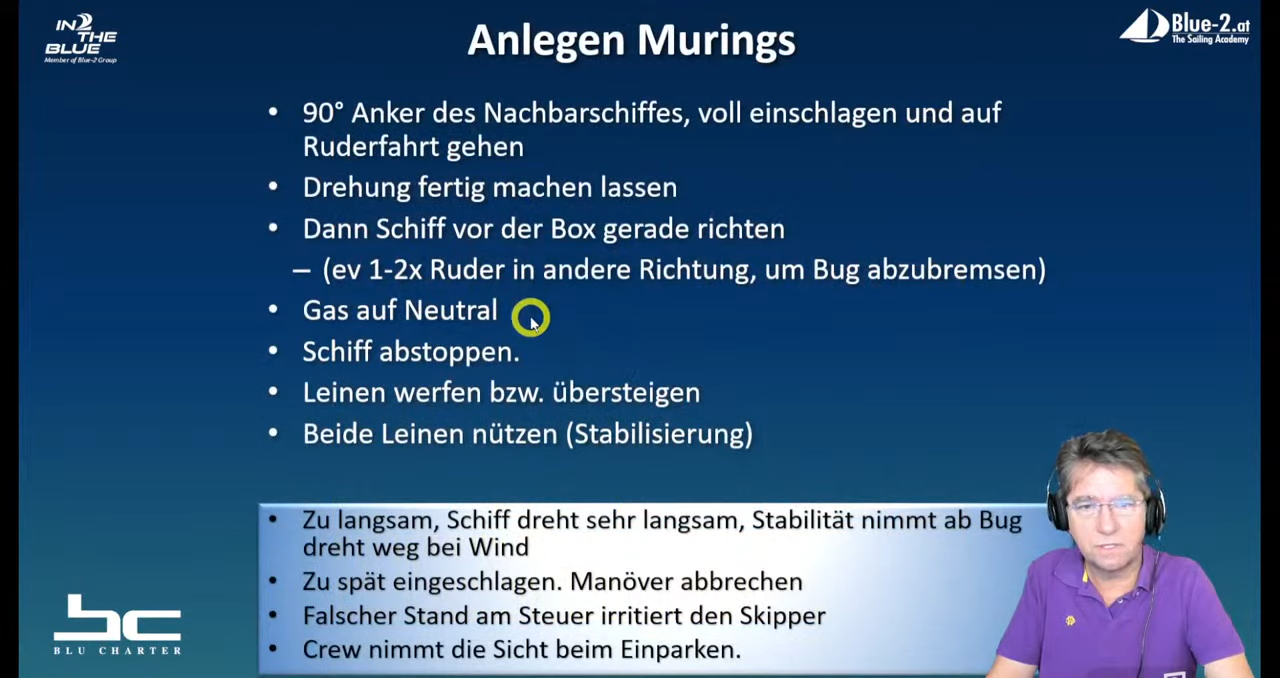 IN2
THE
BLUE
Member of Blue-2 Group
Anlegen Murings
Blue-2.at
The Sailing Academy
• 90° Anker des Nachbarschiffes, voll einschlagen und auf
Ruderfahrt gehen
• Drehung fertig machen lassen
• Dann Schiff vor der Box gerade richten
– (ev 1-2x Ruder in andere Richtung, um Bug abzubremsen)
• Gas auf Neutral
• Schiff abstoppen.
• Leinen werfen bzw. übersteigen
• Beide Leinen nützen (Stabilisierung)
• Zu langsam, Schiff dreht sehr langsam, Stabilität nimmt ab Bug
dreht weg bei Wind
• Zu spät eingeschlagen. Manöver abbrechen
• Falscher Stand am Steuer irritiert den Skipper
• Crew nimmt die Sicht beim Einparken.
bc
BLU CHARTER